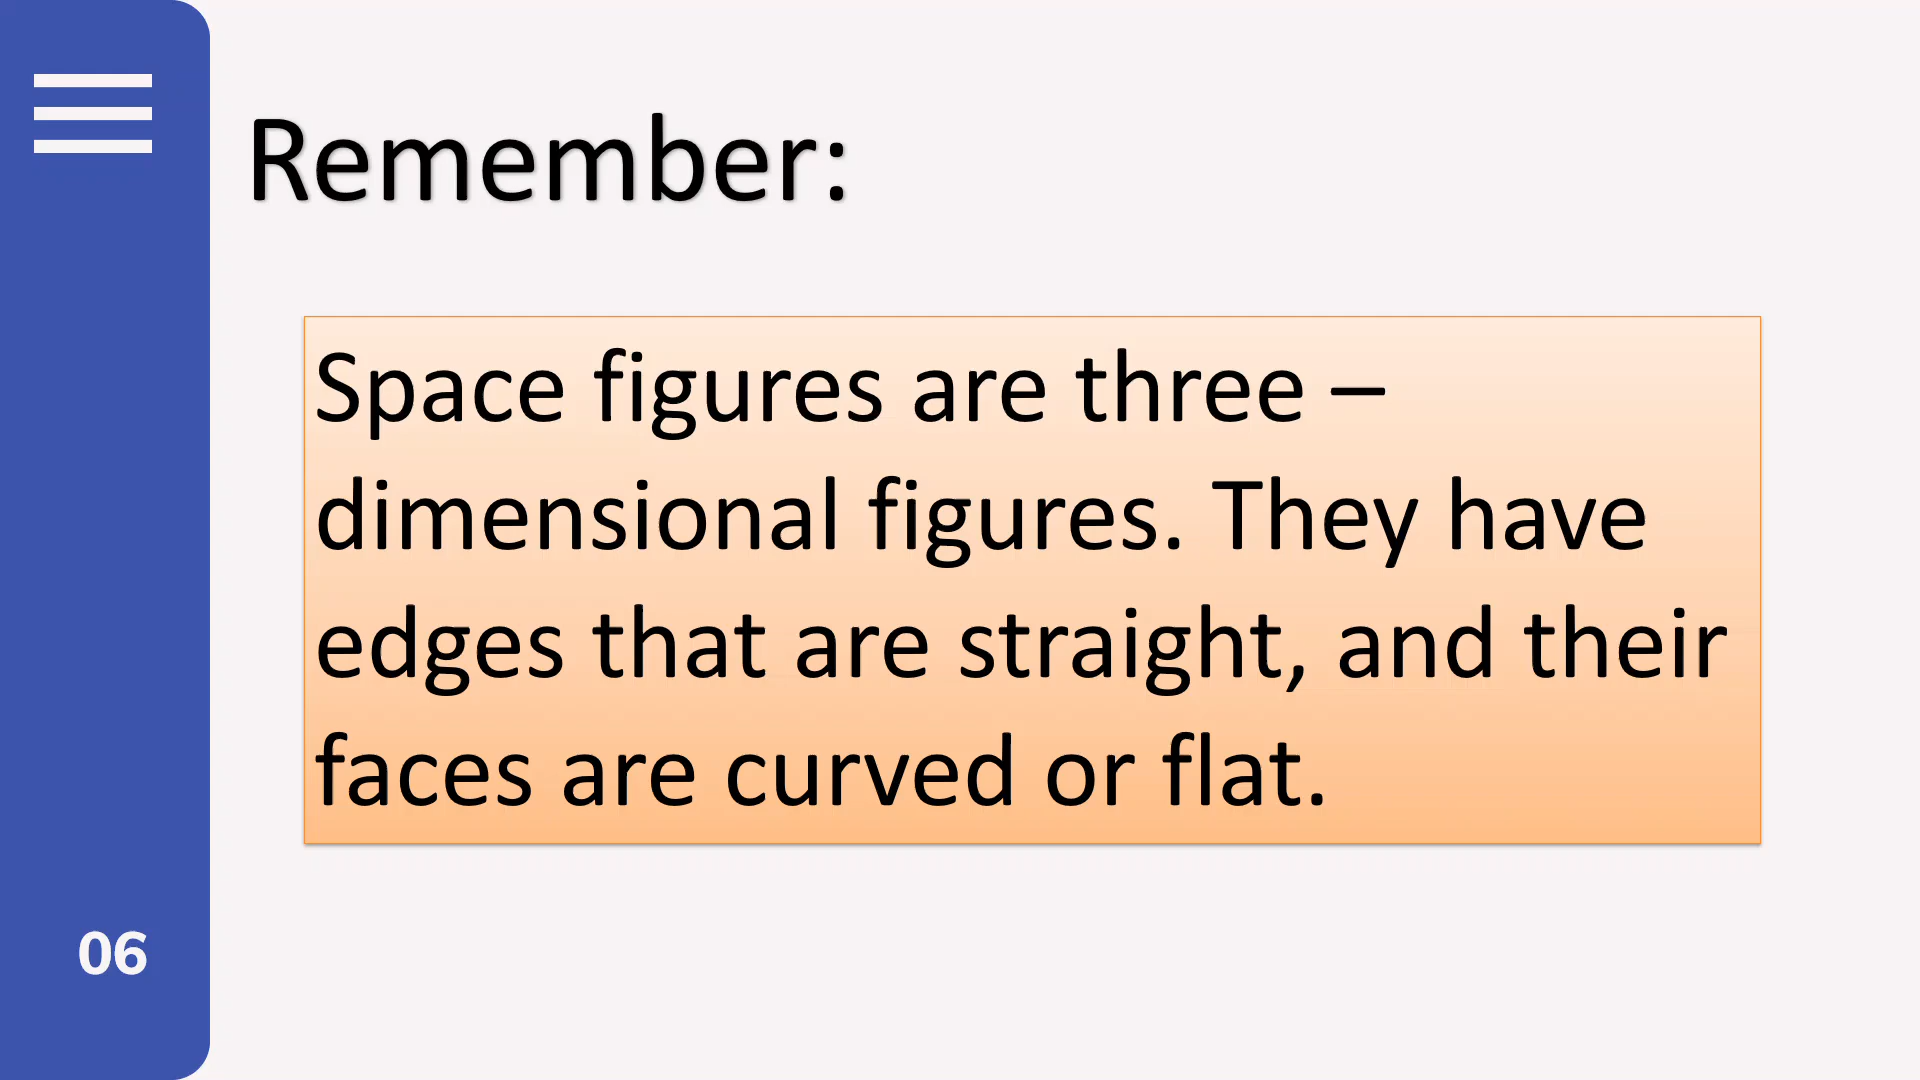 Remember:
Space figures are three –
dimensional figures. They have
edges that are straight, and their
faces are curved or flat.
06